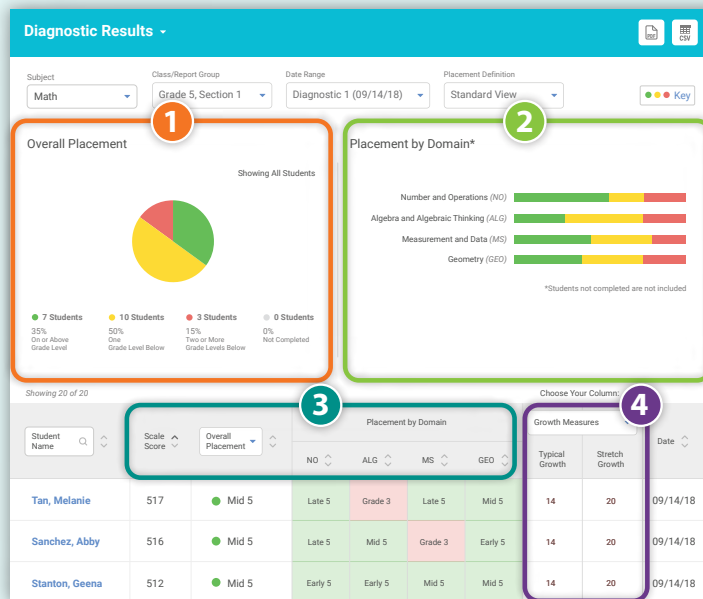 Diagnostic Results
PDF
CSV
Subject
Class/Report Group
Date Range
Placement Definition
Math
Grade 5, Section 1
Diagnostic 1 (09/14/18)
Standard View
Key
1
2
Overall Placement
Placement by Domain*
Showing All Students
Number and Operations (NO)
Algebra and Algebraic Thinking (ALG)
Measurement and Data (MS)
Geometry (GEO)
*Students not completed are not included
7 Students
10 Students
3 Students
0 Students
35%
50%
15%
0%
On or Above
One
Two or More
Not Completed
Grade Level
Grade Level Below
Grade Levels Below
Showing 20 of 20
Choose Your Column:
3
4
Student
Name
Scale
Score
Overall
Placement
Placement by Domain
Growth Measures
Date
NO
ALG
MS
GEO
Typical
Growth
Stretch
Growth
Tan, Melanie 517 Mid 5 Late 5 Grade 3 Late 5 Mid 5 14 20 09/14/18
Sanchez, Abby 516 Mid 5 Late 5 Mid 5 Grade 3 Early 5 14 20 09/14/18
Stanton, Geena 512 Mid 5 Early 5 Early 5 Mid 5 Mid 5 14 20 09/14/18